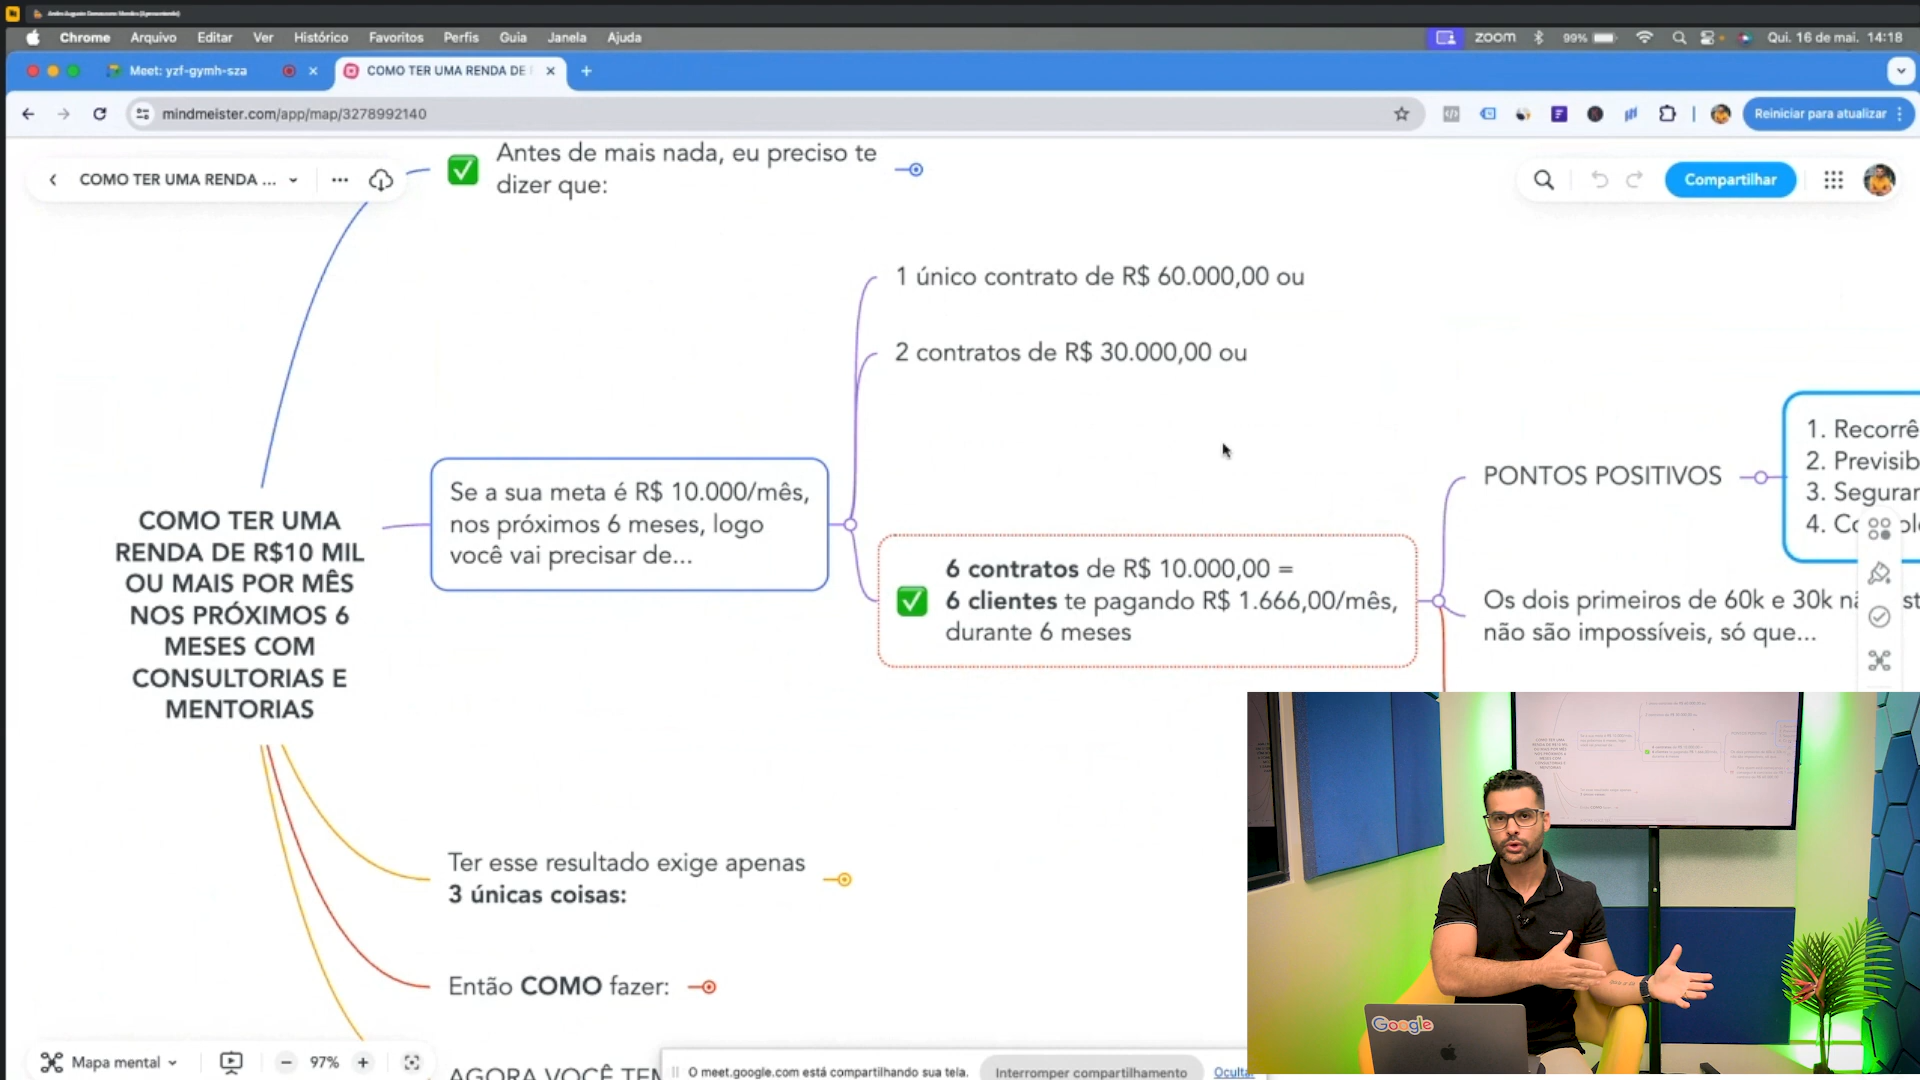 Chrome Arquivo Editar Ver Histórico Favoritos Perfis Guia Janela Ajuda
zoom 99% Qui. 16 de mai. 14:18
Meet: yzf-gymh-sza
COMO TER UMA RENDA DE
mindmeister.com/app/map/3278992140
Reiniciar para atualizar
COMO TER UMA RENDA ...
Compartilhar
Antes de mais nada, eu preciso te
dizer que:
1 único contrato de R$ 60.000,00 ou
2 contratos de R$ 30.000,00 ou
Se a sua meta é R$ 10.000/mês,
nos próximos 6 meses, logo
você vai precisar de...
6 contratos de R$ 10.000,00 =
6 clientes te pagando R$ 1.666,00/mês,
durante 6 meses
PONTOS POSITIVOS
1. Recorrê
2. Previsib
3. Seguran
4. Co
Os dois primeiros de 60k e 30k
não são impossíveis, só que...
COMO TER UMA
RENDA DE R$10 MIL
OU MAIS POR MÊS
NOS PRÓXIMOS 6
MESES COM
CONSULTORIAS E
MENTORIAS
Ter esse resultado exige apenas
3 únicas coisas:
Então COMO fazer:
AGORA VOCÊ TEM
Mapa mental
97%
O meet.google.com está compartilhando sua tela.
Interromper compartilhamento
Ocultar
Google